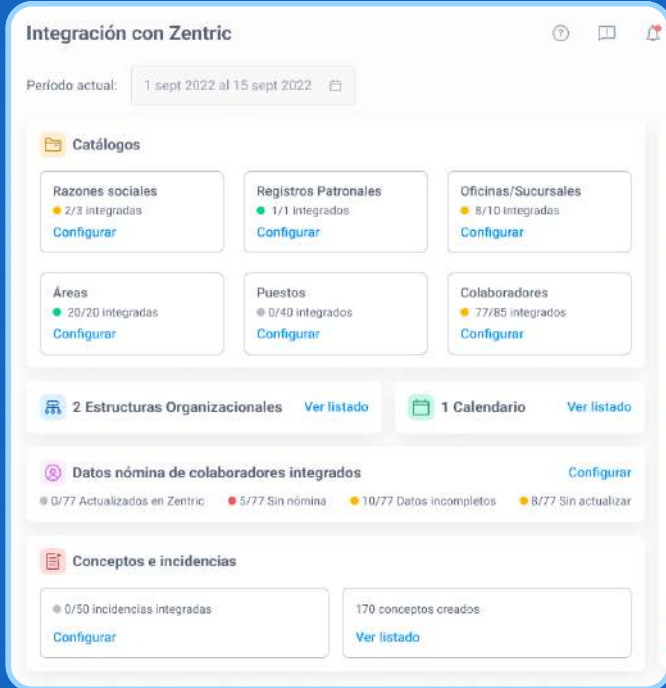 Integración con Zentric
Período actual: 1 sept 2022 al 15 sept 2022
Catálogos
Razones sociales
2/3 integradas
Configurar
Registros Patronales
1/1 integrados
Configurar
Oficinas/Sucursales
8/10 integradas
Configurar
Áreas
20/20 integradas
Configurar
Puestos
0/40 integrados
Configurar
Colaboradores
77/85 integrados
Configurar
2 Estructuras Organizacionales Ver listado
1 Calendario Ver listado
Datos nómina de colaboradores integrados Configurar
0/77 Actualizados en Zentric 5/77 Sin nómina 10/77 Datos incompletos 8/77 Sin actualizar
Conceptos e incidencias
0/50 incidencias integradas
Configurar
170 conceptos creados
Ver listado